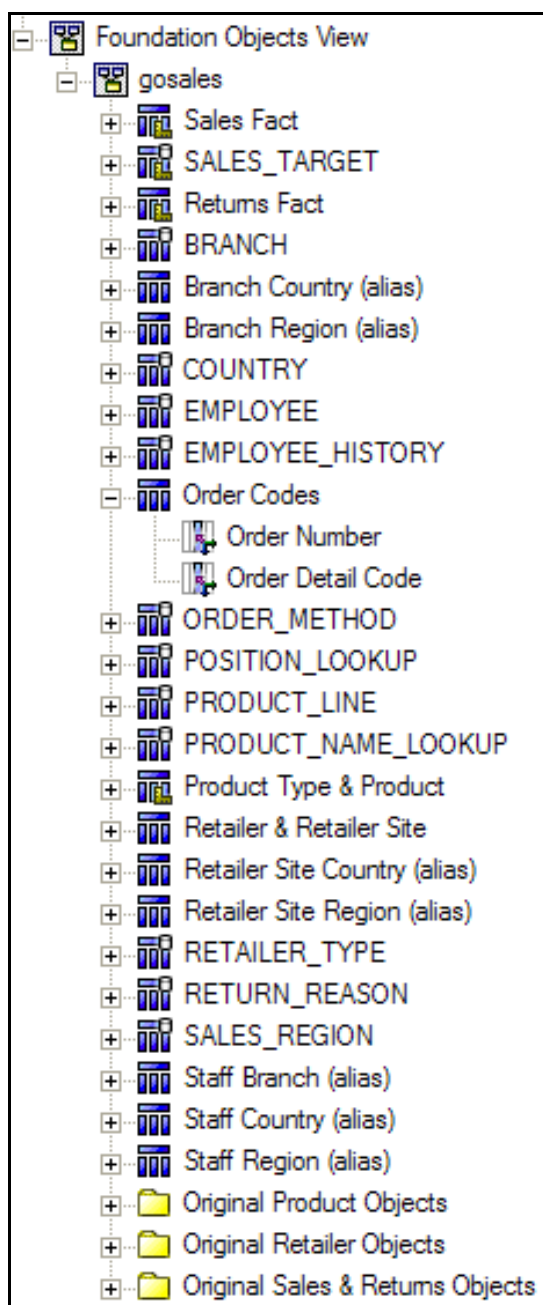 Foundation Objects View
gosales
Sales Fact
SALES_TARGET
Returns Fact
BRANCH
Branch Country (alias)
Branch Region (alias)
COUNTRY
EMPLOYEE
EMPLOYEE_HISTORY
Order Codes
Order Number
Order Detail Code
ORDER_METHOD
POSITION_LOOKUP
PRODUCT_LINE
PRODUCT_NAME_LOOKUP
Product Type & Product
Retailer & Retailer Site
Retailer Site Country (alias)
Retailer Site Region (alias)
RETAILER_TYPE
RETURN_REASON
SALES_REGION
Staff Branch (alias)
Staff Country (alias)
Staff Region (alias)
Original Product Objects
Original Retailer Objects
Original Sales & Returns Objects